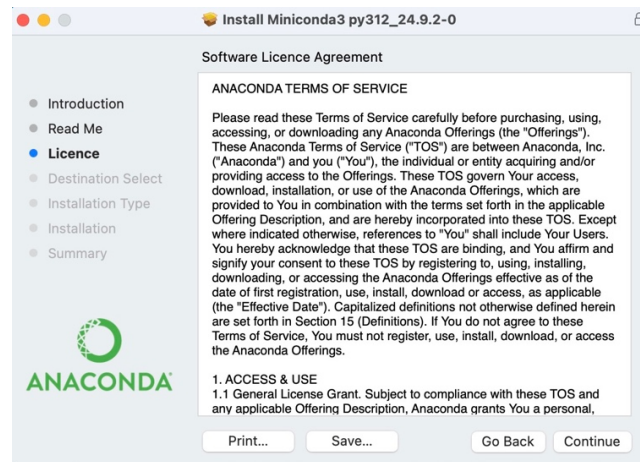 Install Miniconda3 py312_24.9.2-0
Software Licence Agreement
Introduction
Read Me
Licence
Destination Select
Installation Type
Installation
Summary
ANACONDA
ANACONDA TERMS OF SERVICE
Please read these Terms of Service carefully before purchasing, using,
accessing, or downloading any Anaconda Offerings (the "Offerings").
These Anaconda Terms of Service ("TOS") are between Anaconda, Inc.
("Anaconda") and you ("You"), the individual or entity acquiring and/or
providing access to the Offerings. These TOS govern Your access,
download, installation, or use of the Anaconda Offerings, which are
provided to You in combination with the terms set forth in the applicable
Offering Description, and are hereby incorporated into these TOS. Except
where indicated otherwise, references to "You" shall include Your Users.
You hereby acknowledge that these TOS are binding, and You affirm and
signify your consent to these TOS by registering to, using, installing,
downloading, or accessing the Anaconda Offerings effective as of the
date of first registration, use, install, download or access, as applicable
(the "Effective Date"). Capitalized definitions not otherwise defined herein
are set forth in Section 15 (Definitions). If You do not agree to these
Terms of Service, You must not register, use, install, download, or access
the Anaconda Offerings.
1. ACCESS & USE
1.1 General License Grant. Subject to compliance with these TOS and
any applicable Offering Description, Anaconda grants You a personal,
Print...
Save...
Go Back
Continue